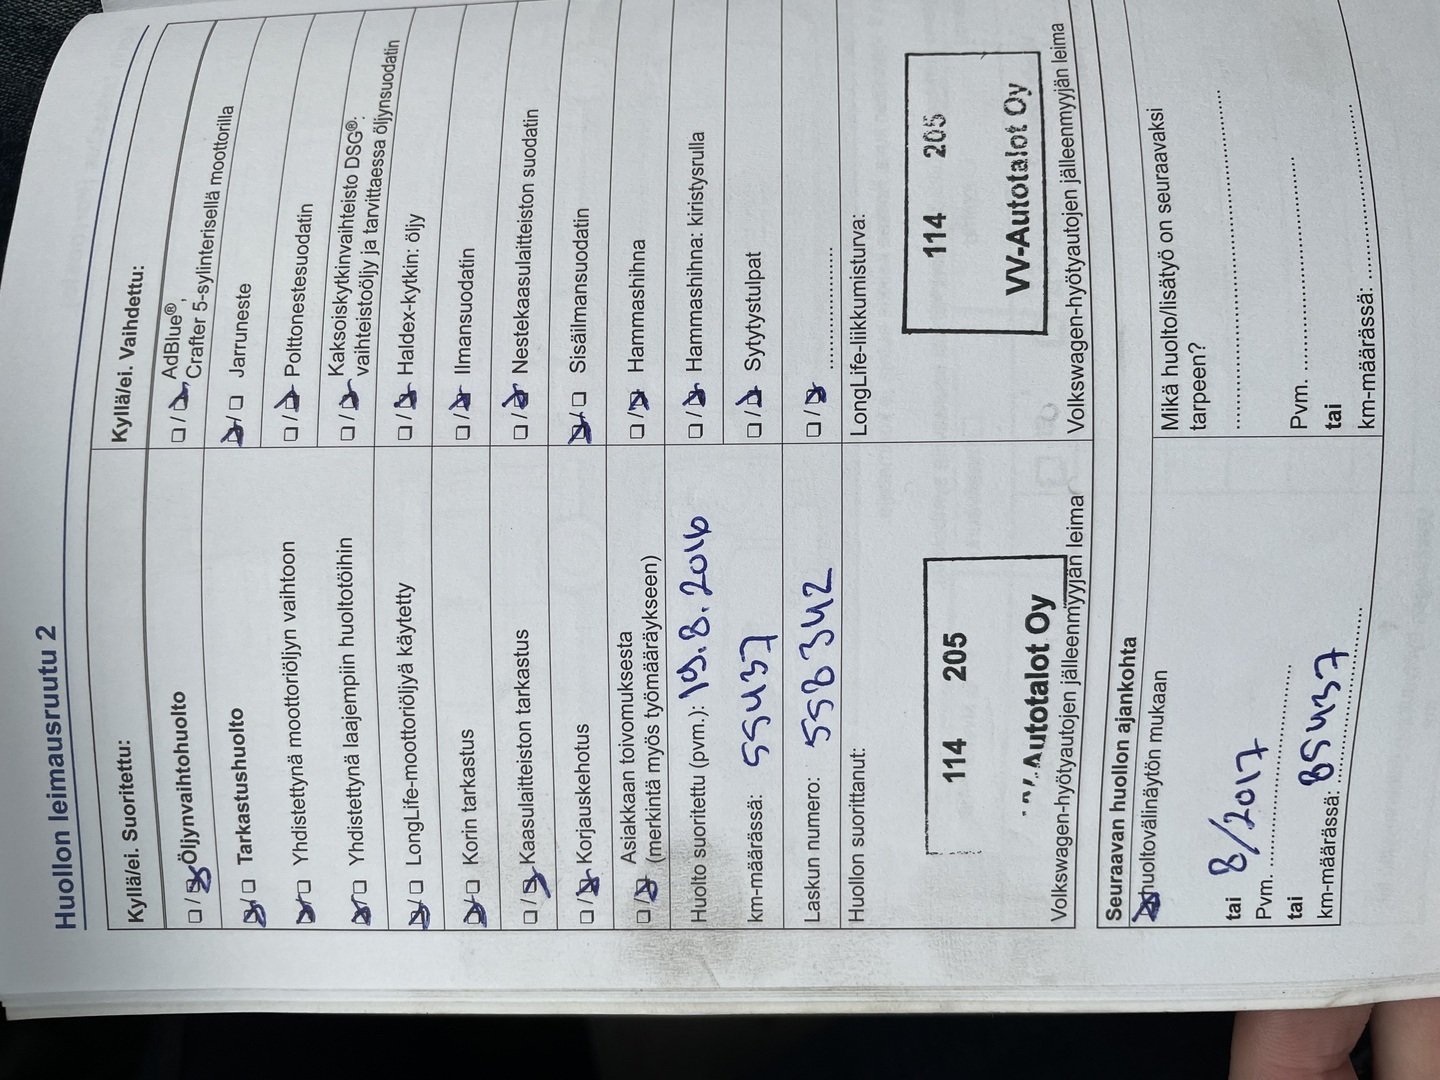 Huollon leimausruutu 2
Kyllä/ei. Suoritettu:
☐ / ☒ Öljynvaihtohuolto
☒ / ☐ Tarkastushuolto
☒ / ☐ Yhdistettynä moottoriöljyn vaihtoon
☒ / ☐ Yhdistettynä laajempiin huoltotöihin
☒ / ☐ LongLife-moottoriöljyä käytetty
☒ / ☐ Korin tarkastus
☐ / ☒ Kaasulaitteiston tarkastus
☐ / ☒ Korjauskehotus
☐ / ☒ Asiakkaan toivomuksesta
(merkintä myös työmääräykseen)
Huolto suoritettu (pvm.): 19.8.2016
km-määrässä: 55437
Laskun numero: 558342
Huollon suorittanut:
114 205
Autotalot Oy
Volkswagen-hyötyautojen jälleenmyyjän leima
Kyllä/ei. Vaihdettu:
☐ / ☒ AdBlue®,
Crafter 5-sylinterisellä moottorilla
☒ / ☐ Jarruneste
☐ / ☒ Polttonestesuodatin
☐ / ☒ Kaksoiskytkinvaihteisto DSG®:
vaihteistoöljy ja tarvittaessa öljynsuodatin
☐ / ☒ Haldex-kytkin: öljy
☐ / ☒ Ilmansuodatin
☐ / ☒ Nestekaasulaitteiston suodatin
☒ / ☐ Sisäilmansuodatin
☐ / ☒ Hammashihna
☐ / ☒ Hammashihna: kiristysrulla
☐ / ☒ Sytytystulpat
☐ / ☒ ....................
LongLife-liikkumisturva:
114 205
VV-Autotalot Oy
Volkswagen-hyötyautojen jälleenmyyjän leima
Seuraavan huollon ajankohta
☒ huoltovälinäytön mukaan
tai
Pvm. 8/2017
tai
km-määrässä: 85437
Mikä huolto/lisätyö on seuraavaksi
tarpeen?
Pvm. ....................
tai
km-määrässä: ....................